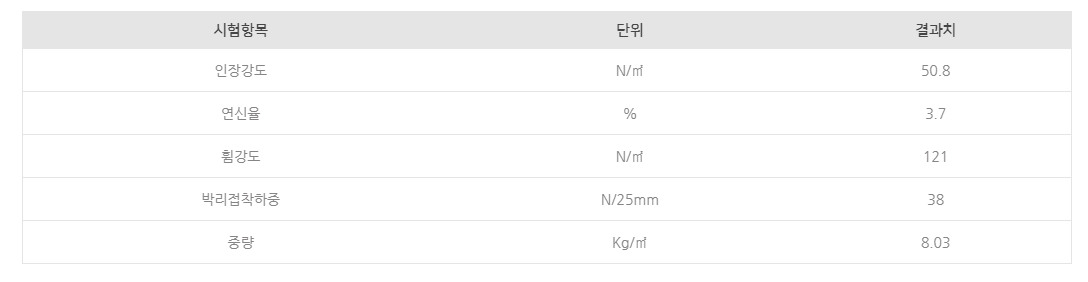 시험항목 단위 결과치
인장강도 N/㎡ 50.8
연신율 % 3.7
휨강도 N/㎡ 121
박리접착하중 N/25mm 38
중량 Kg/㎡ 8.03